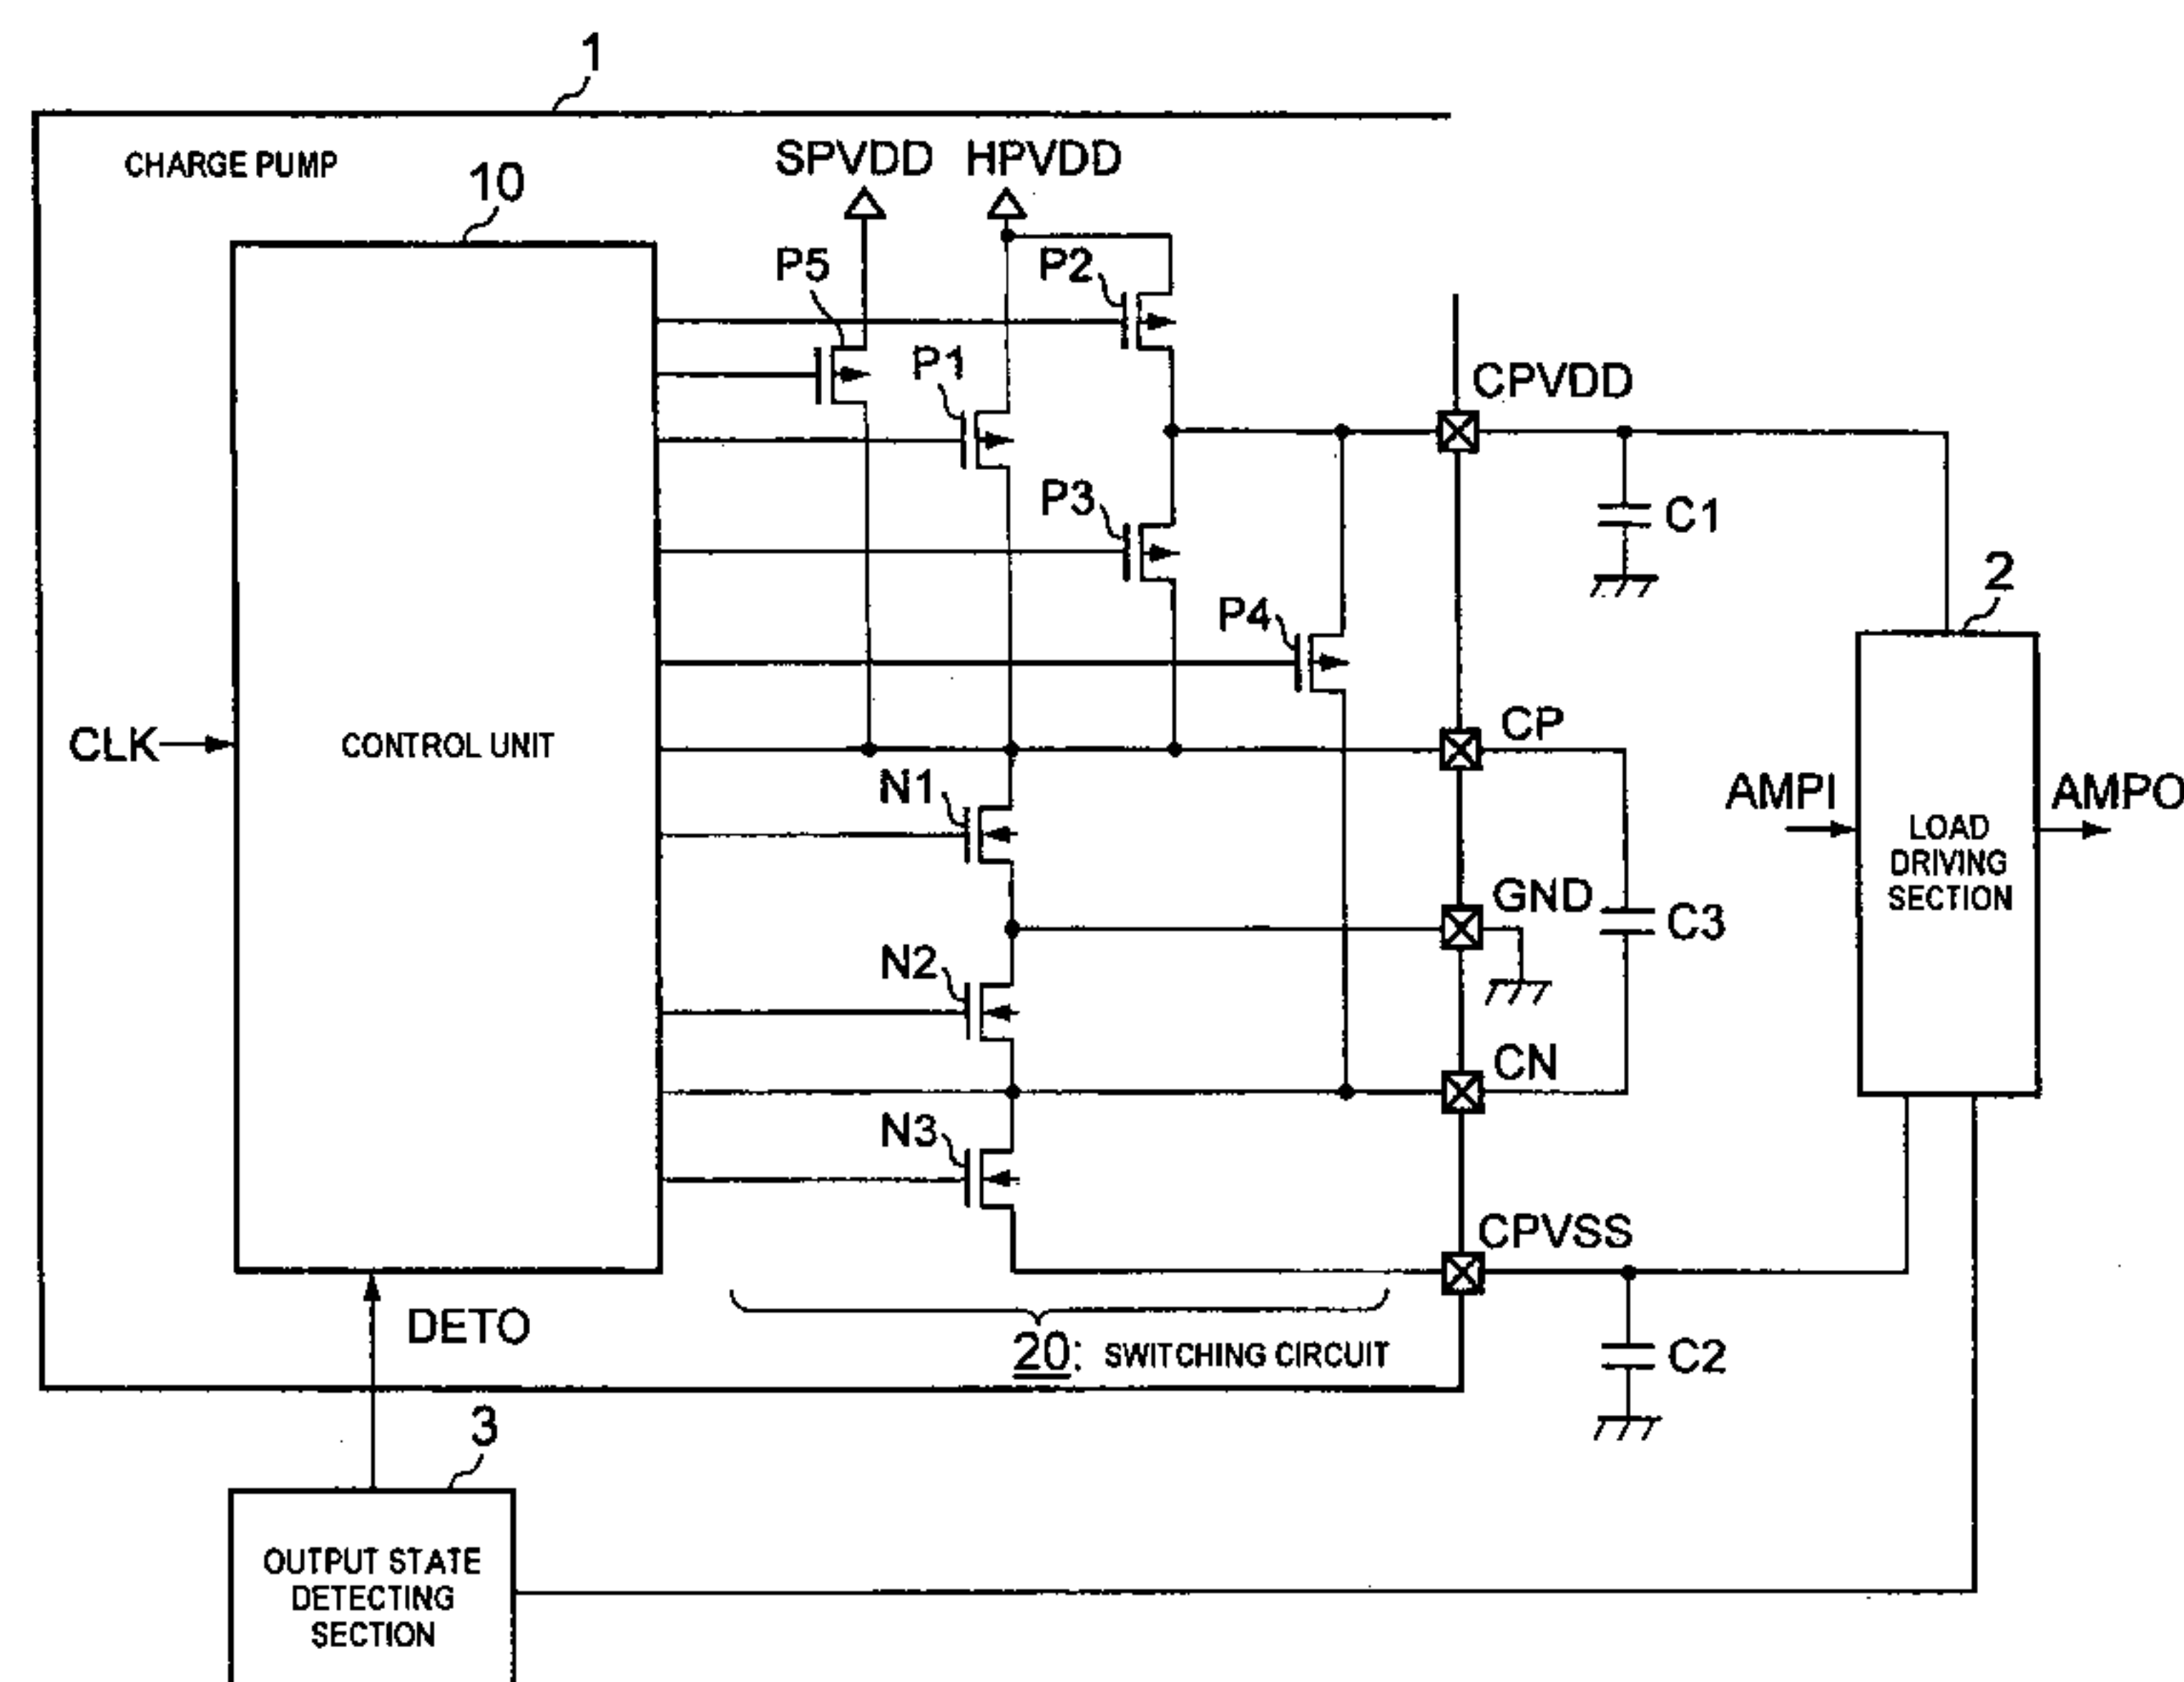 1
CHARGE PUMP
SPVDD
HPVDD
10
P5
P2
P1
CPVDD
P3
C1
2
P4
CLK
CONTROL UNIT
CP
N1
AMPI
AMPO
LOAD
DRIVING
SECTION
GND
C3
N2
CN
N3
CPVSS
DETO
20: SWITCHING CIRCUIT
C2
3
OUTPUT STATE
DETECTING
SECTION